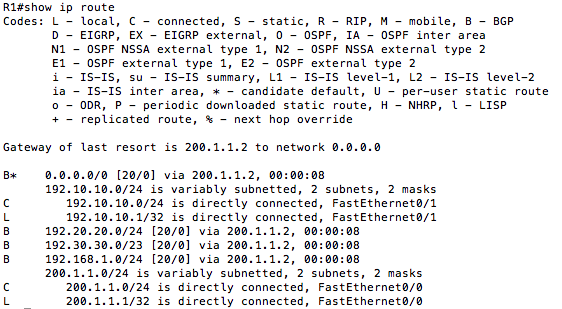 R1#show ip route
Codes: L - local, C - connected, S - static, R - RIP, M - mobile, B - BGP
       D - EIGRP, EX - EIGRP external, O - OSPF, IA - OSPF inter area
       N1 - OSPF NSSA external type 1, N2 - OSPF NSSA external type 2
       E1 - OSPF external type 1, E2 - OSPF external type 2
       i - IS-IS, su - IS-IS summary, L1 - IS-IS level-1, L2 - IS-IS level-2
       ia - IS-IS inter area, * - candidate default, U - per-user static route
       o - ODR, P - periodic downloaded static route, H - NHRP, l - LISP
       + - replicated route, % - next hop override

Gateway of last resort is 200.1.1.2 to network 0.0.0.0

B*    0.0.0.0/0 [20/0] via 200.1.1.2, 00:00:08
      192.10.10.0/24 is variably subnetted, 2 subnets, 2 masks
C        192.10.10.0/24 is directly connected, FastEthernet0/1
L        192.10.10.1/32 is directly connected, FastEthernet0/1
B     192.20.20.0/24 [20/0] via 200.1.1.2, 00:00:08
B     192.30.30.0/23 [20/0] via 200.1.1.2, 00:00:08
B     192.168.1.0/24 [20/0] via 200.1.1.2, 00:00:08
      200.1.1.0/24 is variably subnetted, 2 subnets, 2 masks
C        200.1.1.0/24 is directly connected, FastEthernet0/0
L        200.1.1.1/32 is directly connected, FastEthernet0/0